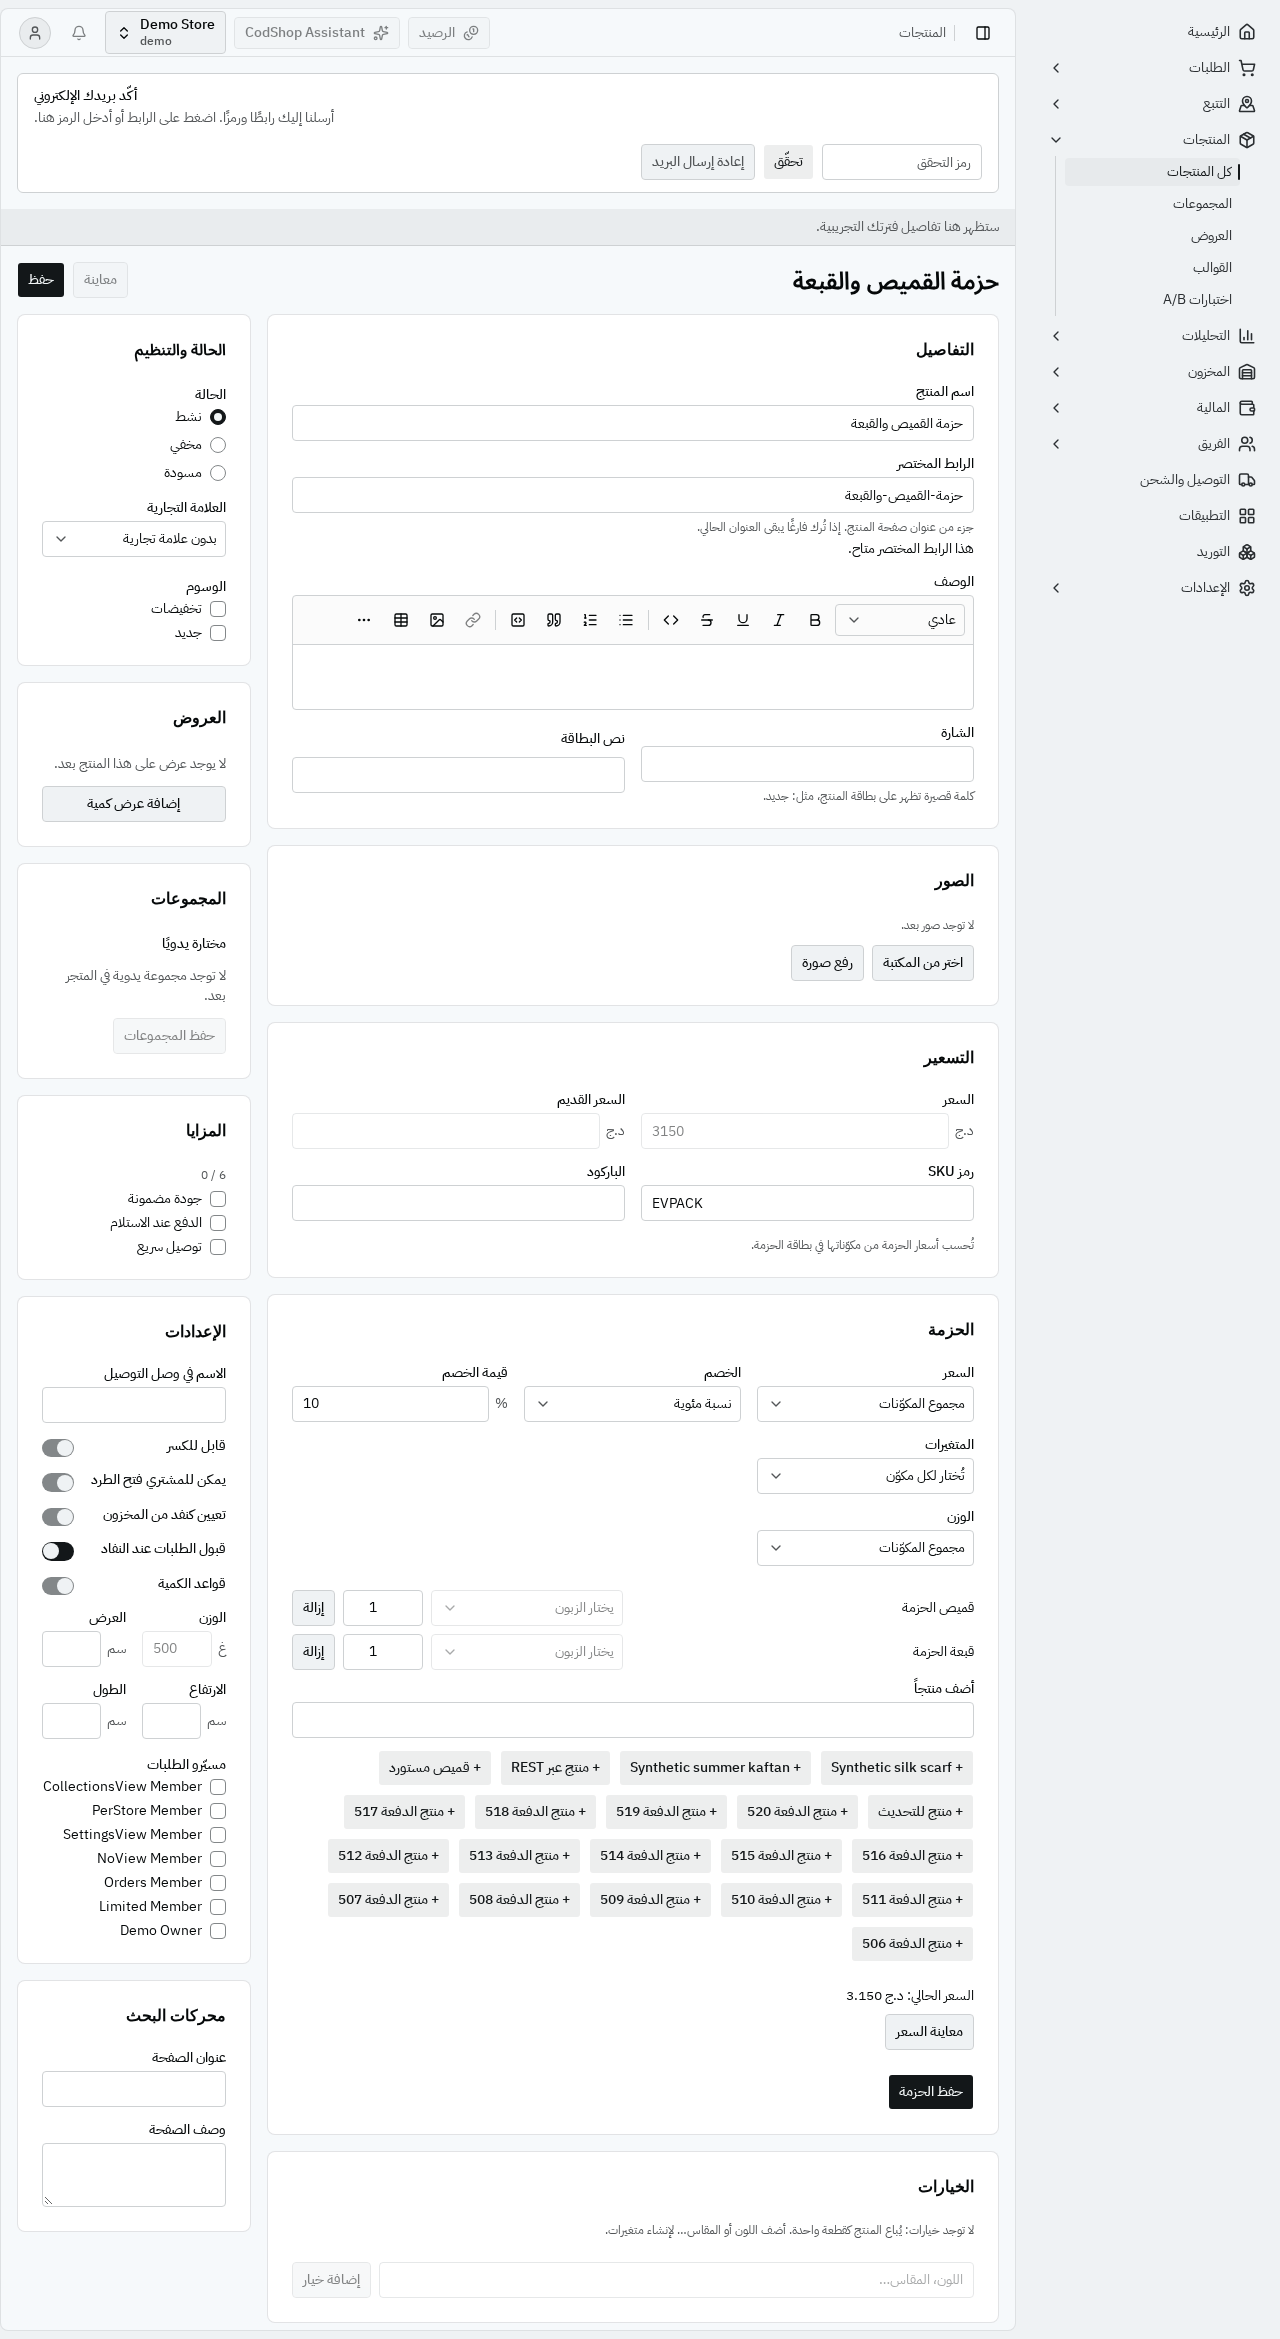 الرئيسية
الطلبات
التتبع
المنتجات
كل المنتجات
المجموعات
العروض
القوالب
اختبارات A/B
التحليلات
المخزون
المالية
الفريق
التوصيل والشحن
التطبيقات
التوريد
الإعدادات
المنتجات
الرصيد
CodShop Assistant
Demo Store
demo
أكّد بريدك الإلكتروني
أرسلنا إليك رابطًا ورمزًا. اضغط على الرابط أو أدخل الرمز هنا.
رمز التحقق
تحقّق
إعادة إرسال البريد
ستظهر هنا تفاصيل فترتك التجريبية.
حزمة القميص والقبعة
معاينة
حفظ
التفاصيل
اسم المنتج
حزمة القميص والقبعة
الرابط المختصر
حزمة-القميص-والقبعة
جزء من عنوان صفحة المنتج. إذا تُرك فارغًا يبقى العنوان الحالي.
هذا الرابط المختصر متاح.
الوصف
عادي
الشارة
كلمة قصيرة تظهر على بطاقة المنتج، مثل: جديد.
نص البطاقة
الصور
لا توجد صور بعد.
اختر من المكتبة
رفع صورة
التسعير
السعر
د.ج
3150
السعر القديم
د.ج
رمز SKU
EVPACK
الباركود
تُحسب أسعار الحزمة من مكوّناتها في بطاقة الحزمة.
الحزمة
السعر
مجموع المكوّنات
الخصم
نسبة مئوية
قيمة الخصم
%
10
المتغيرات
تُختار لكل مكوّن
الوزن
مجموع المكوّنات
قميص الحزمة
يختار الزبون
1
إزالة
قبعة الحزمة
يختار الزبون
1
إزالة
أضف منتجاً
+ Synthetic silk scarf
+ Synthetic summer kaftan
+ منتج عبر REST
+ قميص مستورد
+ منتج للتحديث
+ منتج الدفعة 520
+ منتج الدفعة 519
+ منتج الدفعة 518
+ منتج الدفعة 517
+ منتج الدفعة 516
+ منتج الدفعة 515
+ منتج الدفعة 514
+ منتج الدفعة 513
+ منتج الدفعة 512
+ منتج الدفعة 511
+ منتج الدفعة 510
+ منتج الدفعة 509
+ منتج الدفعة 508
+ منتج الدفعة 507
+ منتج الدفعة 506
السعر الحالي: د.ج 3.150
معاينة السعر
حفظ الحزمة
الخيارات
لا توجد خيارات: يُباع المنتج كقطعة واحدة. أضف اللون أو المقاس… لإنشاء متغيرات.
اللون، المقاس…
إضافة خيار
الحالة والتنظيم
الحالة
نشط
مخفي
مسودة
العلامة التجارية
بدون علامة تجارية
الوسوم
تخفيضات
جديد
العروض
لا يوجد عرض على هذا المنتج بعد.
إضافة عرض كمية
المجموعات
مختارة يدويًا
لا توجد مجموعة يدوية في المتجر
بعد.
حفظ المجموعات
المزايا
0 / 6
جودة مضمونة
الدفع عند الاستلام
توصيل سريع
الإعدادات
الاسم في وصل التوصيل
قابل للكسر
يمكن للمشتري فتح الطرد
تعيين كنفد من المخزون
قبول الطلبات عند النفاد
قواعد الكمية
الوزن
غ
500
العرض
سم
الارتفاع
سم
الطول
سم
مسيّرو الطلبات
CollectionsView Member
PerStore Member
SettingsView Member
NoView Member
Orders Member
Limited Member
Demo Owner
محركات البحث
عنوان الصفحة
وصف الصفحة